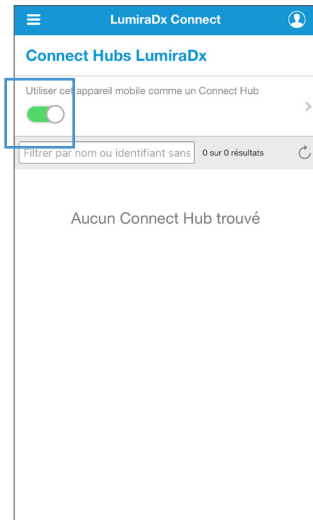 LumiraDx Connect
Connect Hubs LumiraDx
Utiliser cet appareil mobile comme un Connect Hub
Filtrer par nom ou identifiant sans 0 sur 0 résultats
Aucun Connect Hub trouvé